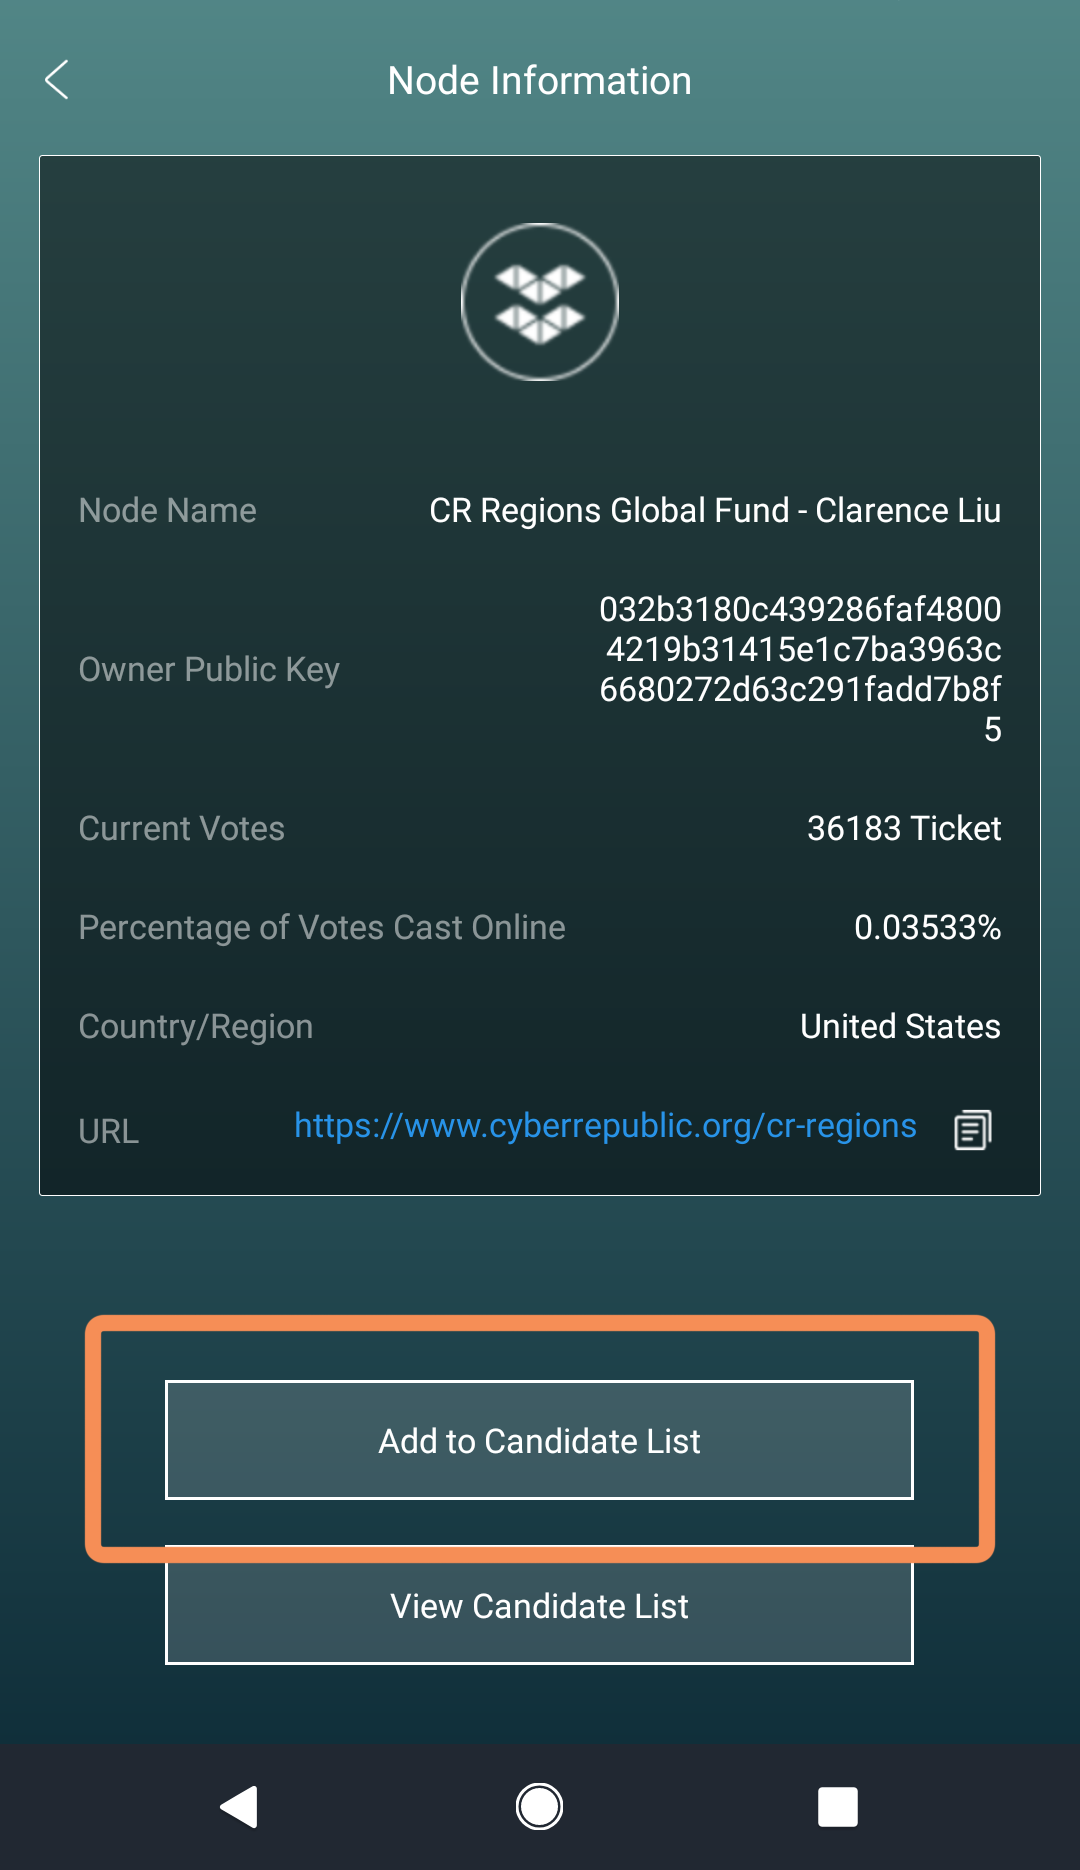 Node Information
Node Name
CR Regions Global Fund - Clarence Liu
Owner Public Key
032b3180c439286faf4800
4219b31415e1c7ba3963c
6680272d63c291fadd7b8f
5
Current Votes
36183 Ticket
Percentage of Votes Cast Online
0.03533%
Country/Region
United States
URL
https://www.cyberrepublic.org/cr-regions
Add to Candidate List
View Candidate List